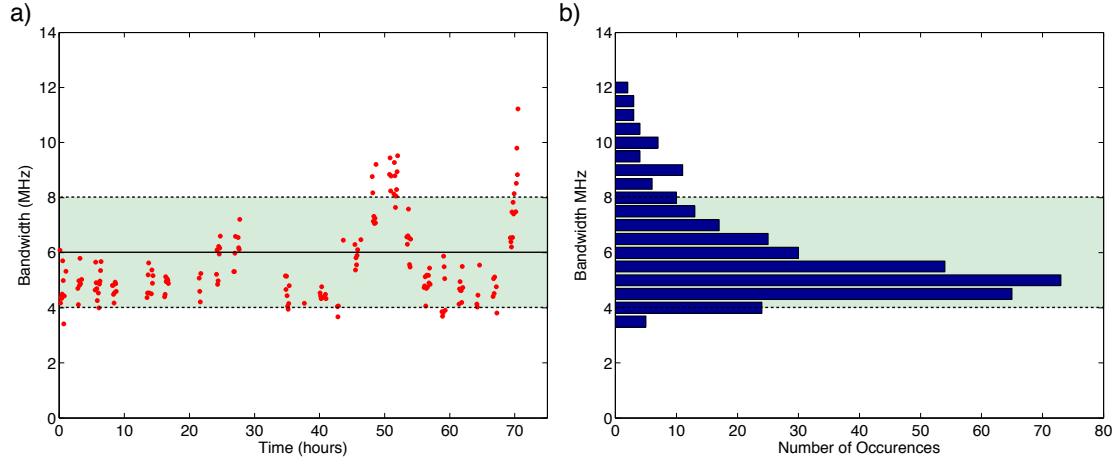 a)
14
12
10
8
6
4
2
0
Bandwidth (MHz)
0 10 20 30 40 50 60 70
Time (hours)
b)
14
12
10
8
6
4
2
0
Bandwidth MHz
0 10 20 30 40 50 60 70 80
Number of Occurences